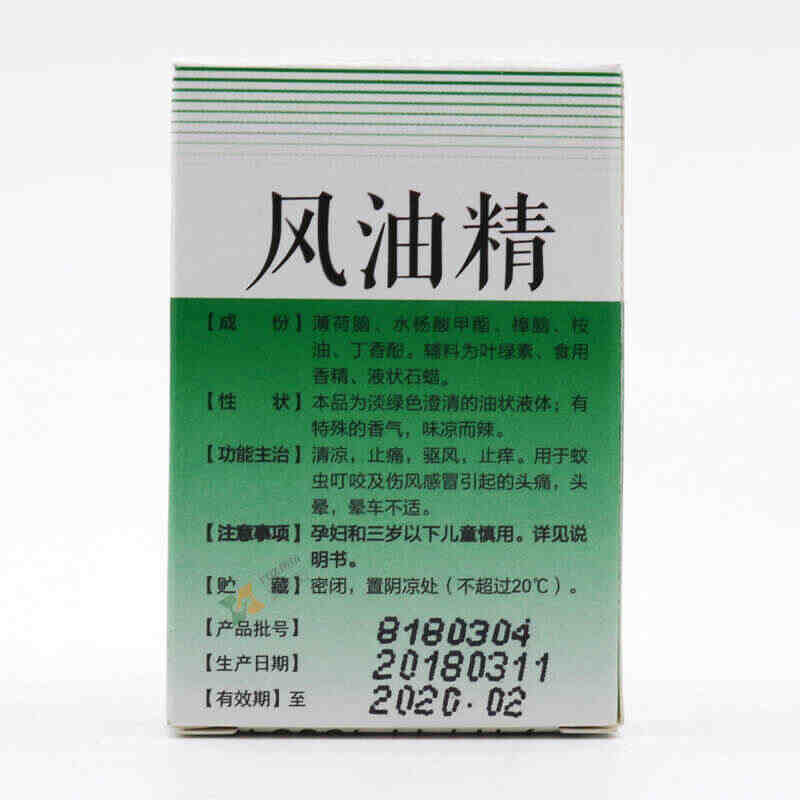 风油精
【成　份】薄荷脑、水杨酸甲酯、樟脑、桉
油、丁香酚。辅料为叶绿素、食用
香精、液状石蜡。
【性　状】本品为淡绿色澄清的油状液体；有
特殊的香气，味凉而辣。
【功能主治】清凉，止痛，驱风，止痒。用于蚊
虫叮咬及伤风感冒引起的头痛，头
晕，晕车不适。
【注意事项】孕妇和三岁以下儿童慎用。详见说
明书。
【贮　藏】密闭，置阴凉处（不超过20℃）。
【产品批号】8180304
【生产日期】20180311
【有效期】至 2020.02